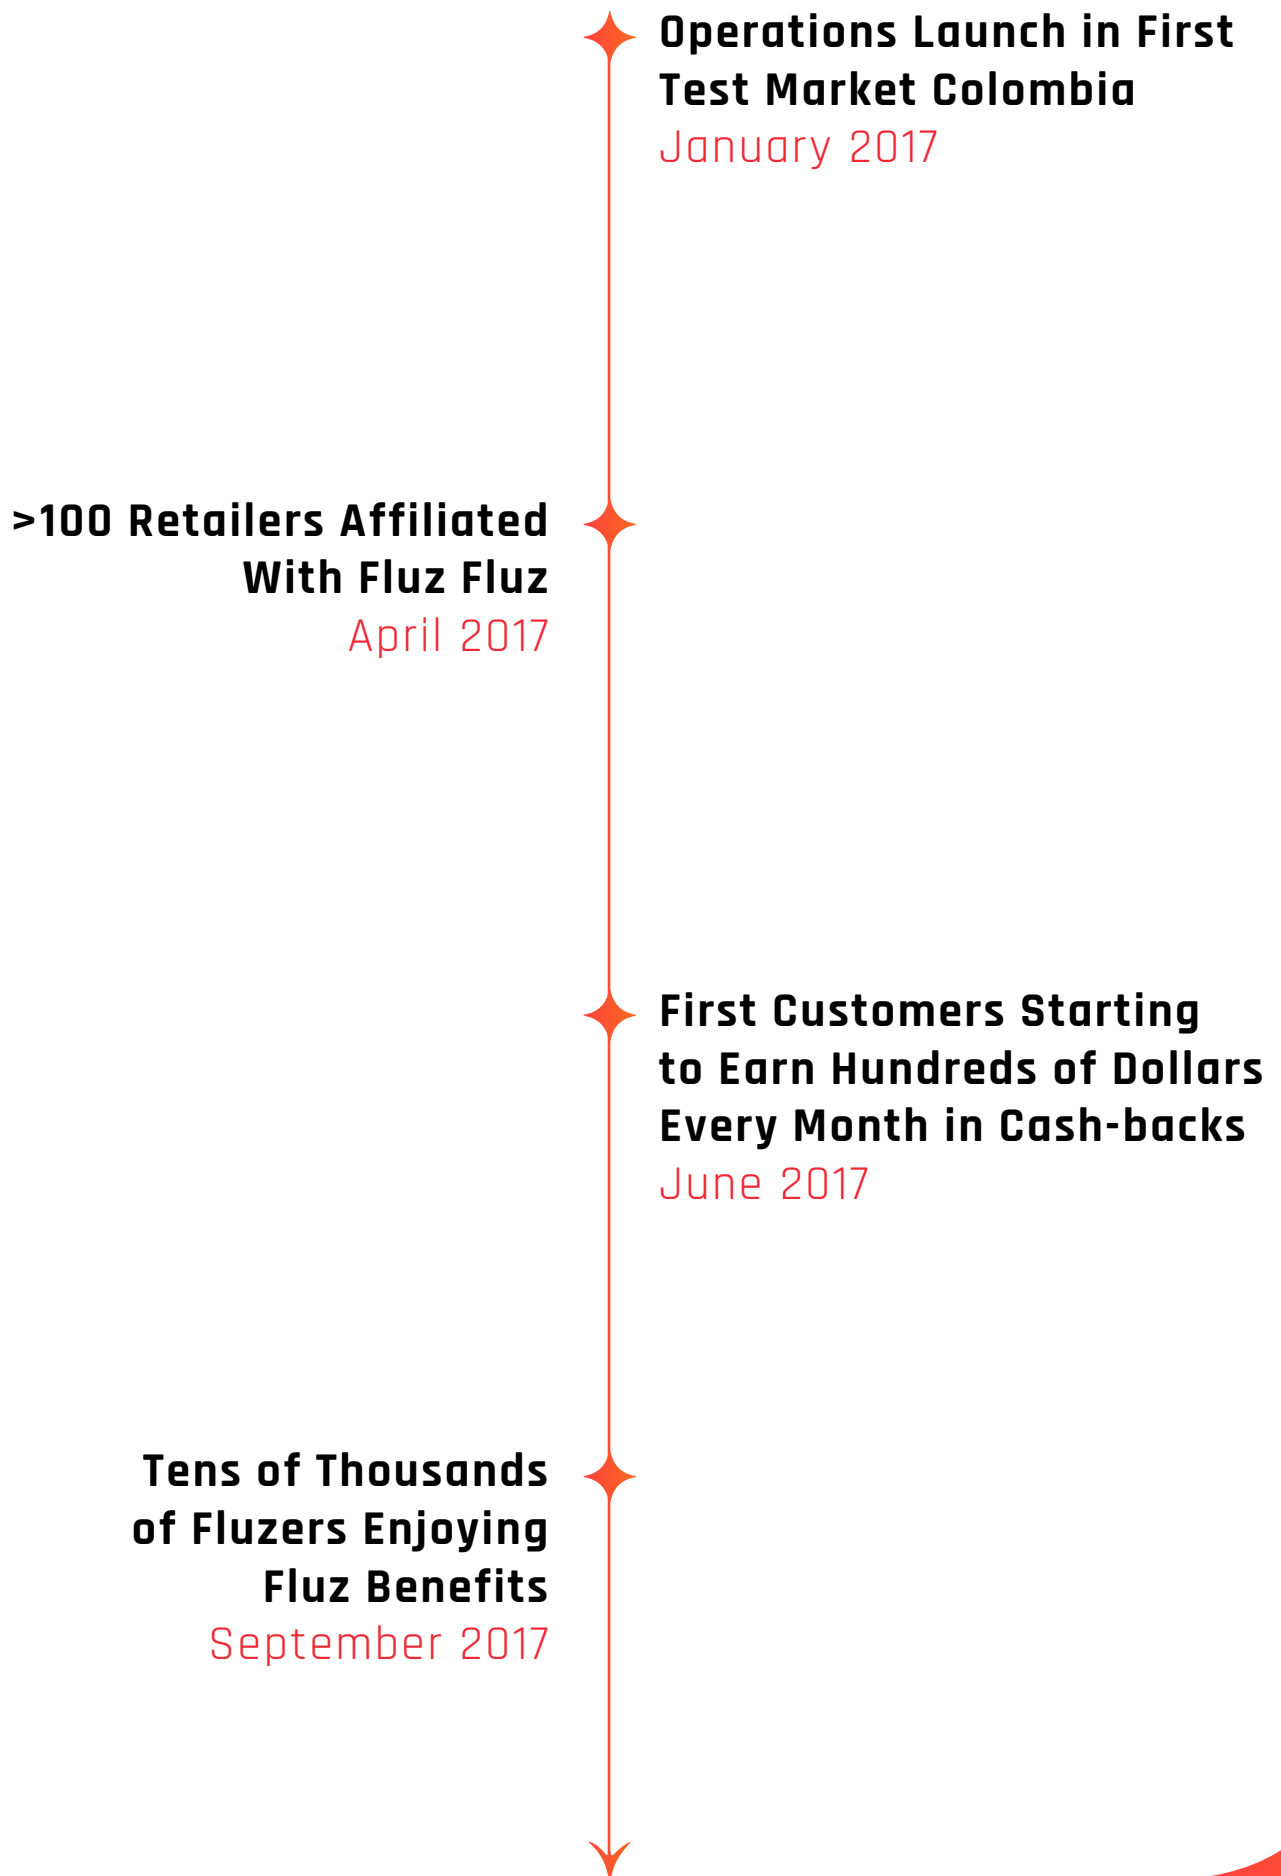 Operations Launch in First
Test Market Colombia
January 2017
>100 Retailers Affiliated
With Fluz Fluz
April 2017
First Customers Starting
to Earn Hundreds of Dollars
Every Month in Cash-backs
June 2017
Tens of Thousands
of Fluzers Enjoying
Fluz Benefits
September 2017